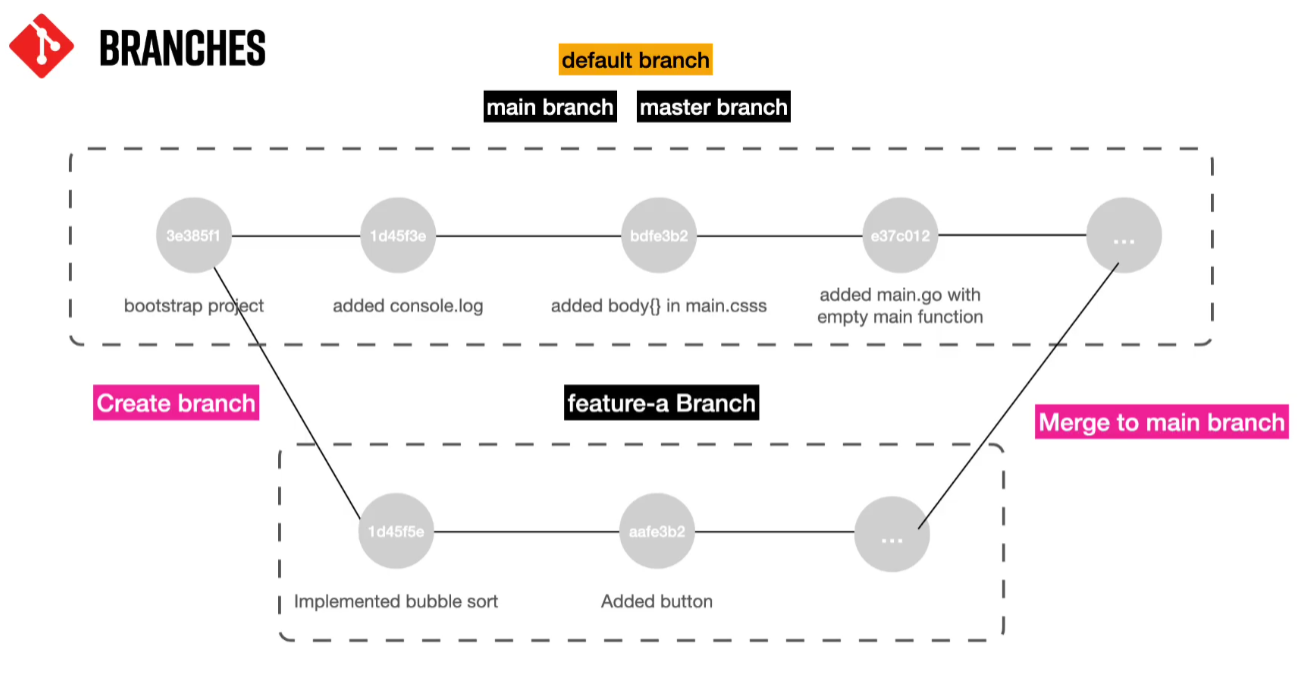 BRANCHES
default branch
main branch
master branch
3e385f1
1d45f3e
bdfe3b2
e37c012
...
bootstrap project
added console.log
added body{} in main.csss
added main.go with
empty main function
Create branch
feature-a Branch
Merge to main branch
1d45f5e
aafe3b2
...
Implemented bubble sort
Added button